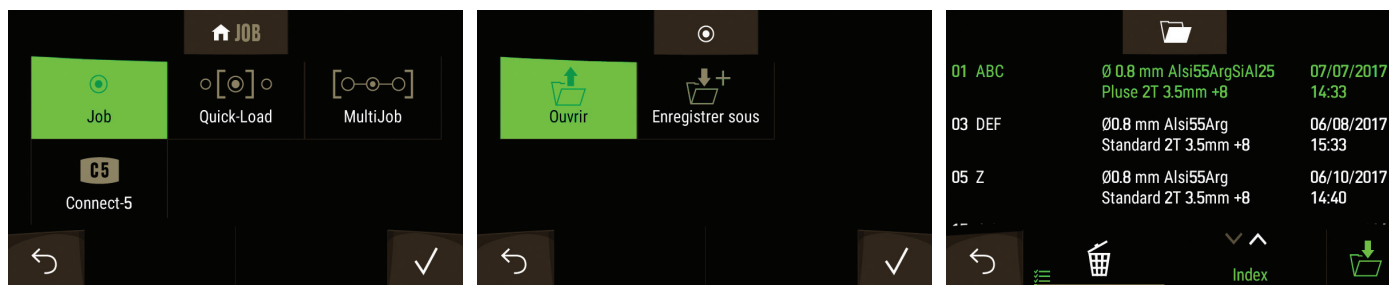 JOB
Job
Quick-Load
MultiJob
C5
Connect-5
Ouvrir
Enregistrer sous
01 ABC Ø 0.8 mm Alsi55ArgSiAl25 07/07/2017
Pluse 2T 3.5mm +8 14:33
03 DEF Ø0.8 mm Alsi55Arg 06/08/2017
Standard 2T 3.5mm +8 15:33
05 Z Ø0.8 mm Alsi55Arg 06/10/2017
Standard 2T 3.5mm +8 14:40
Index